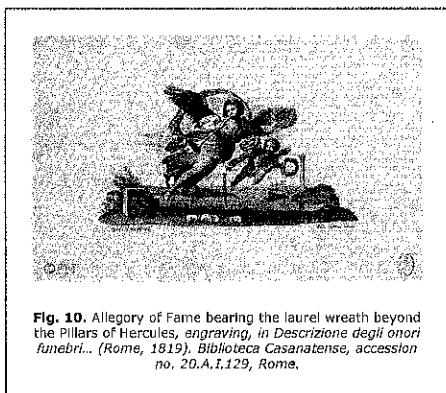 Fig. 10. Allegory of Fame bearing the laurel wreath beyond
the Pillars of Hercules, engraving, in Descrizione degli onori
funebri... (Rome, 1819). Biblioteca Casanatense, accession
no. 20.A.I.129, Rome.